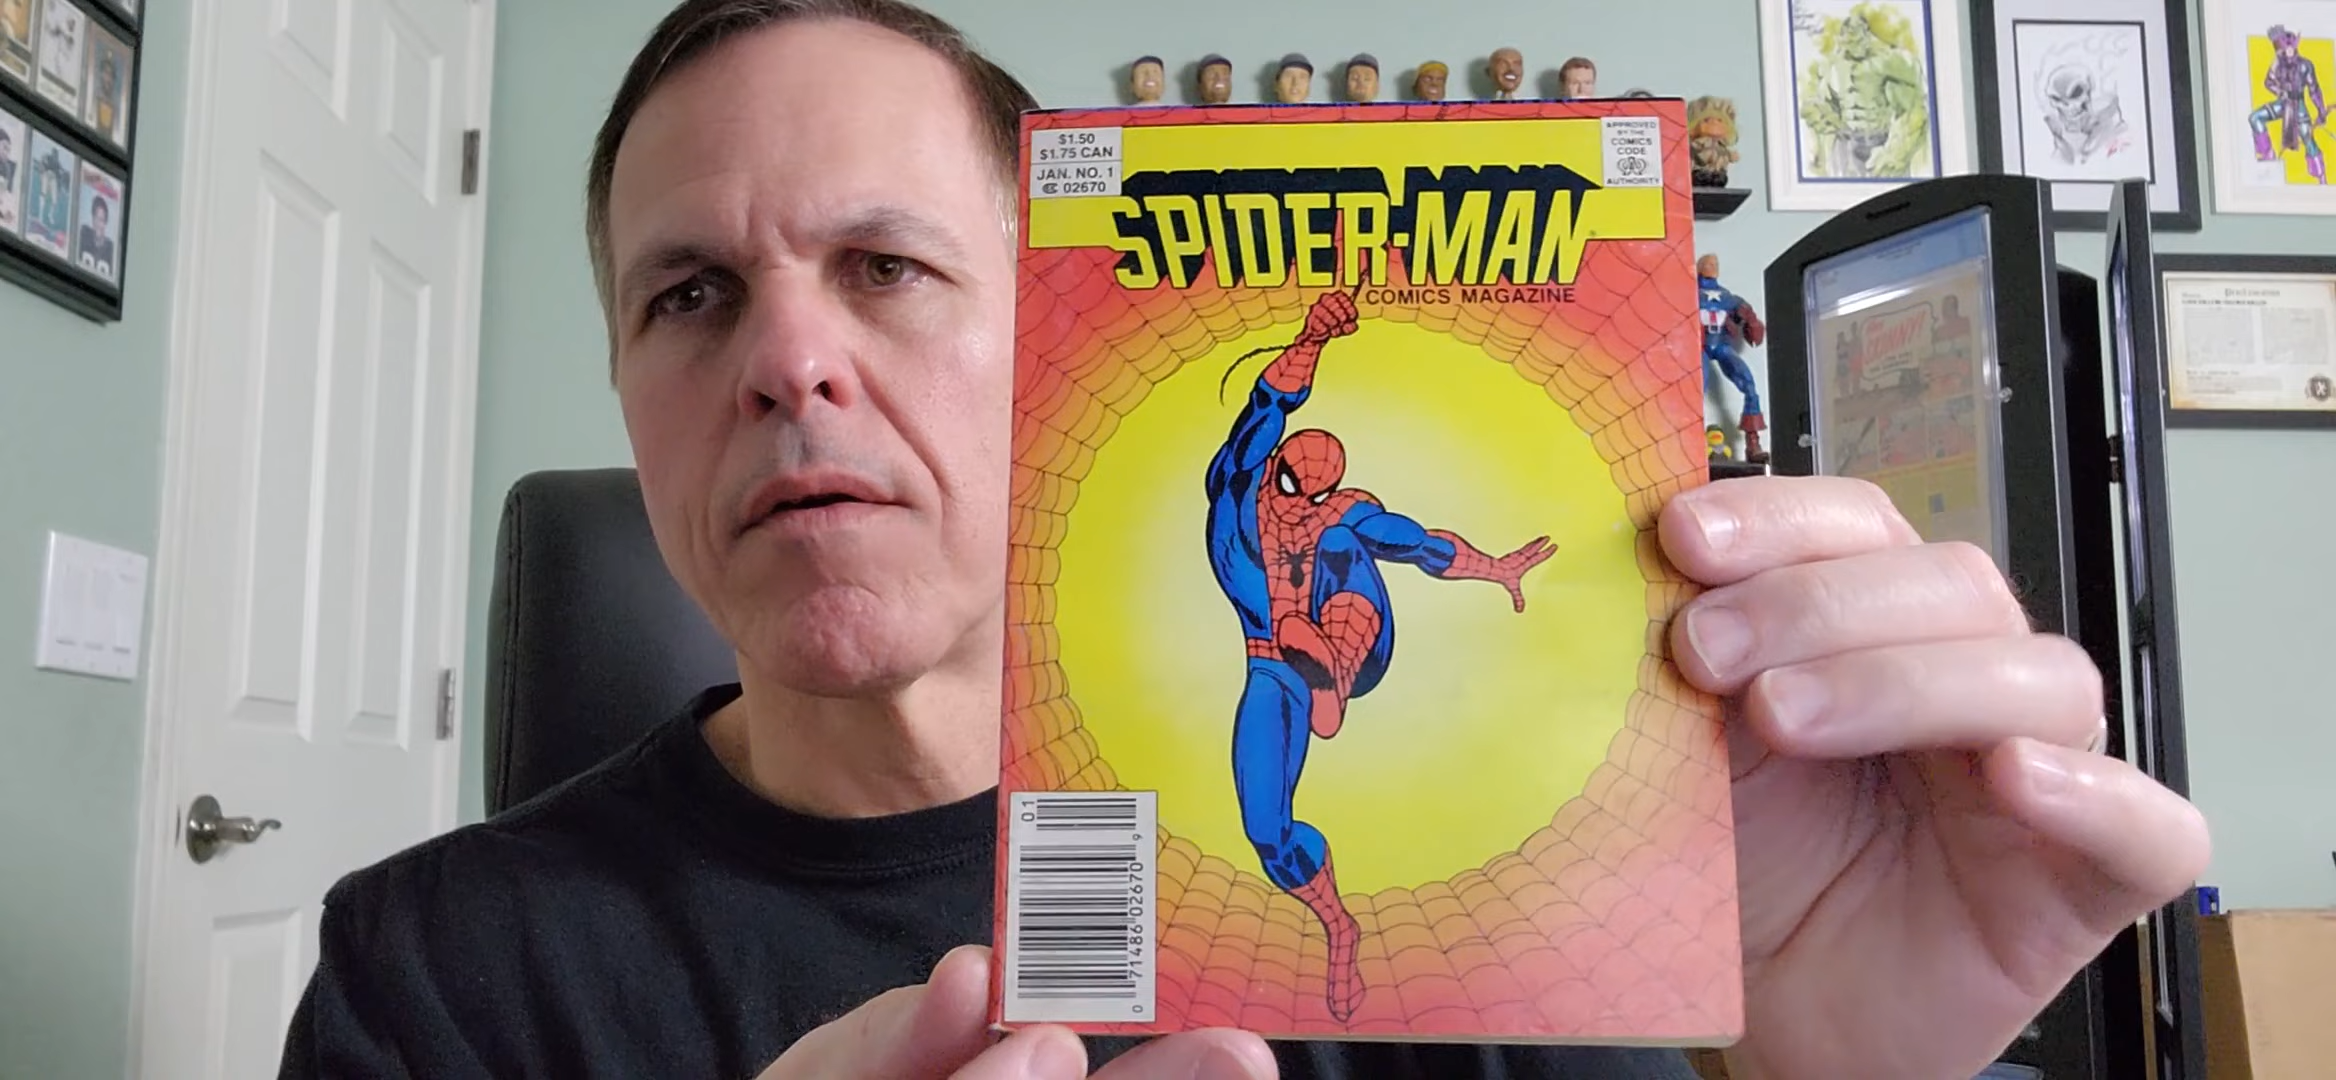 $1.50
$1.75 CAN
JAN. NO. 1
02670
APPROVED
BY THE
COMICS
CODE
AUTHORITY
SPIDER-MAN
COMICS MAGAZINE
01
0 71486 02670 9